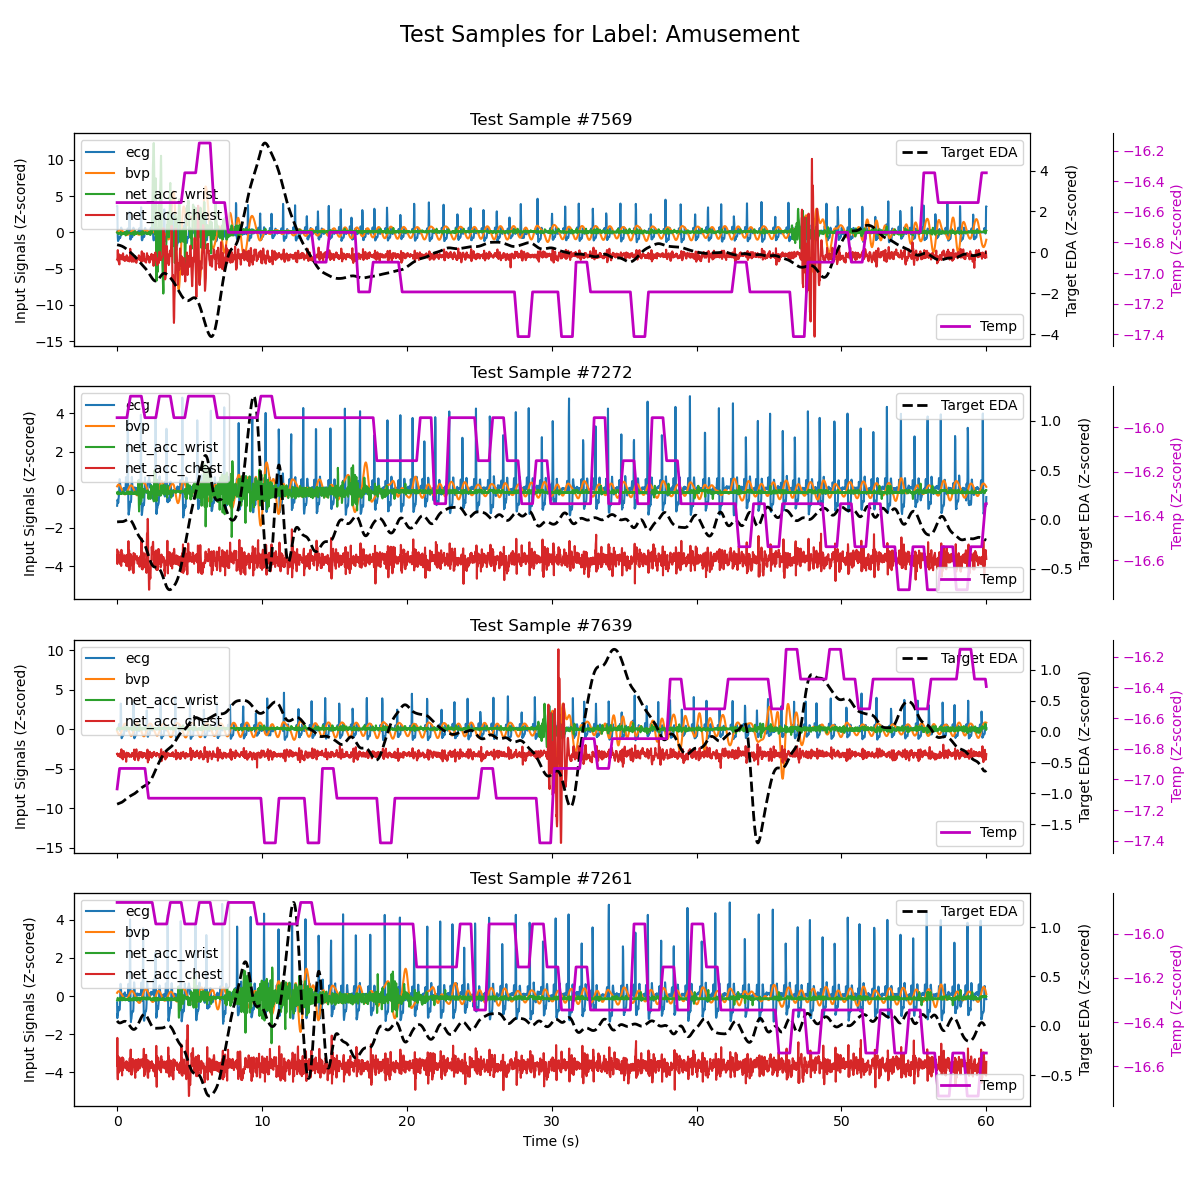 Test Samples for Label: Amusement
Test Sample #7569
Input Signals (Z-scored)
10
5
0
−5
−10
−15
ecg
bvp
net_acc_wrist
net_acc_chest
Target EDA
Temp
4
2
0
−2
−4
Target EDA (Z-scored)
−16.2
−16.4
−16.6
−16.8
−17.0
−17.2
−17.4
Temp (Z-scored)
Test Sample #7272
Input Signals (Z-scored)
4
2
0
−2
−4
ecg
bvp
net_acc_wrist
net_acc_chest
Target EDA
Temp
1.0
0.5
0.0
−0.5
Target EDA (Z-scored)
−16.0
−16.2
−16.4
−16.6
Temp (Z-scored)
Test Sample #7639
Input Signals (Z-scored)
10
5
0
−5
−10
−15
ecg
bvp
net_acc_wrist
net_acc_chest
Target EDA
Temp
1.0
0.5
0.0
−0.5
−1.0
−1.5
Target EDA (Z-scored)
−16.2
−16.4
−16.6
−16.8
−17.0
−17.2
−17.4
Temp (Z-scored)
Test Sample #7261
Input Signals (Z-scored)
4
2
0
−2
−4
ecg
bvp
net_acc_wrist
net_acc_chest
Target EDA
Temp
1.0
0.5
0.0
−0.5
Target EDA (Z-scored)
−16.0
−16.2
−16.4
−16.6
Temp (Z-scored)
0 10 20 30 40 50 60
Time (s)